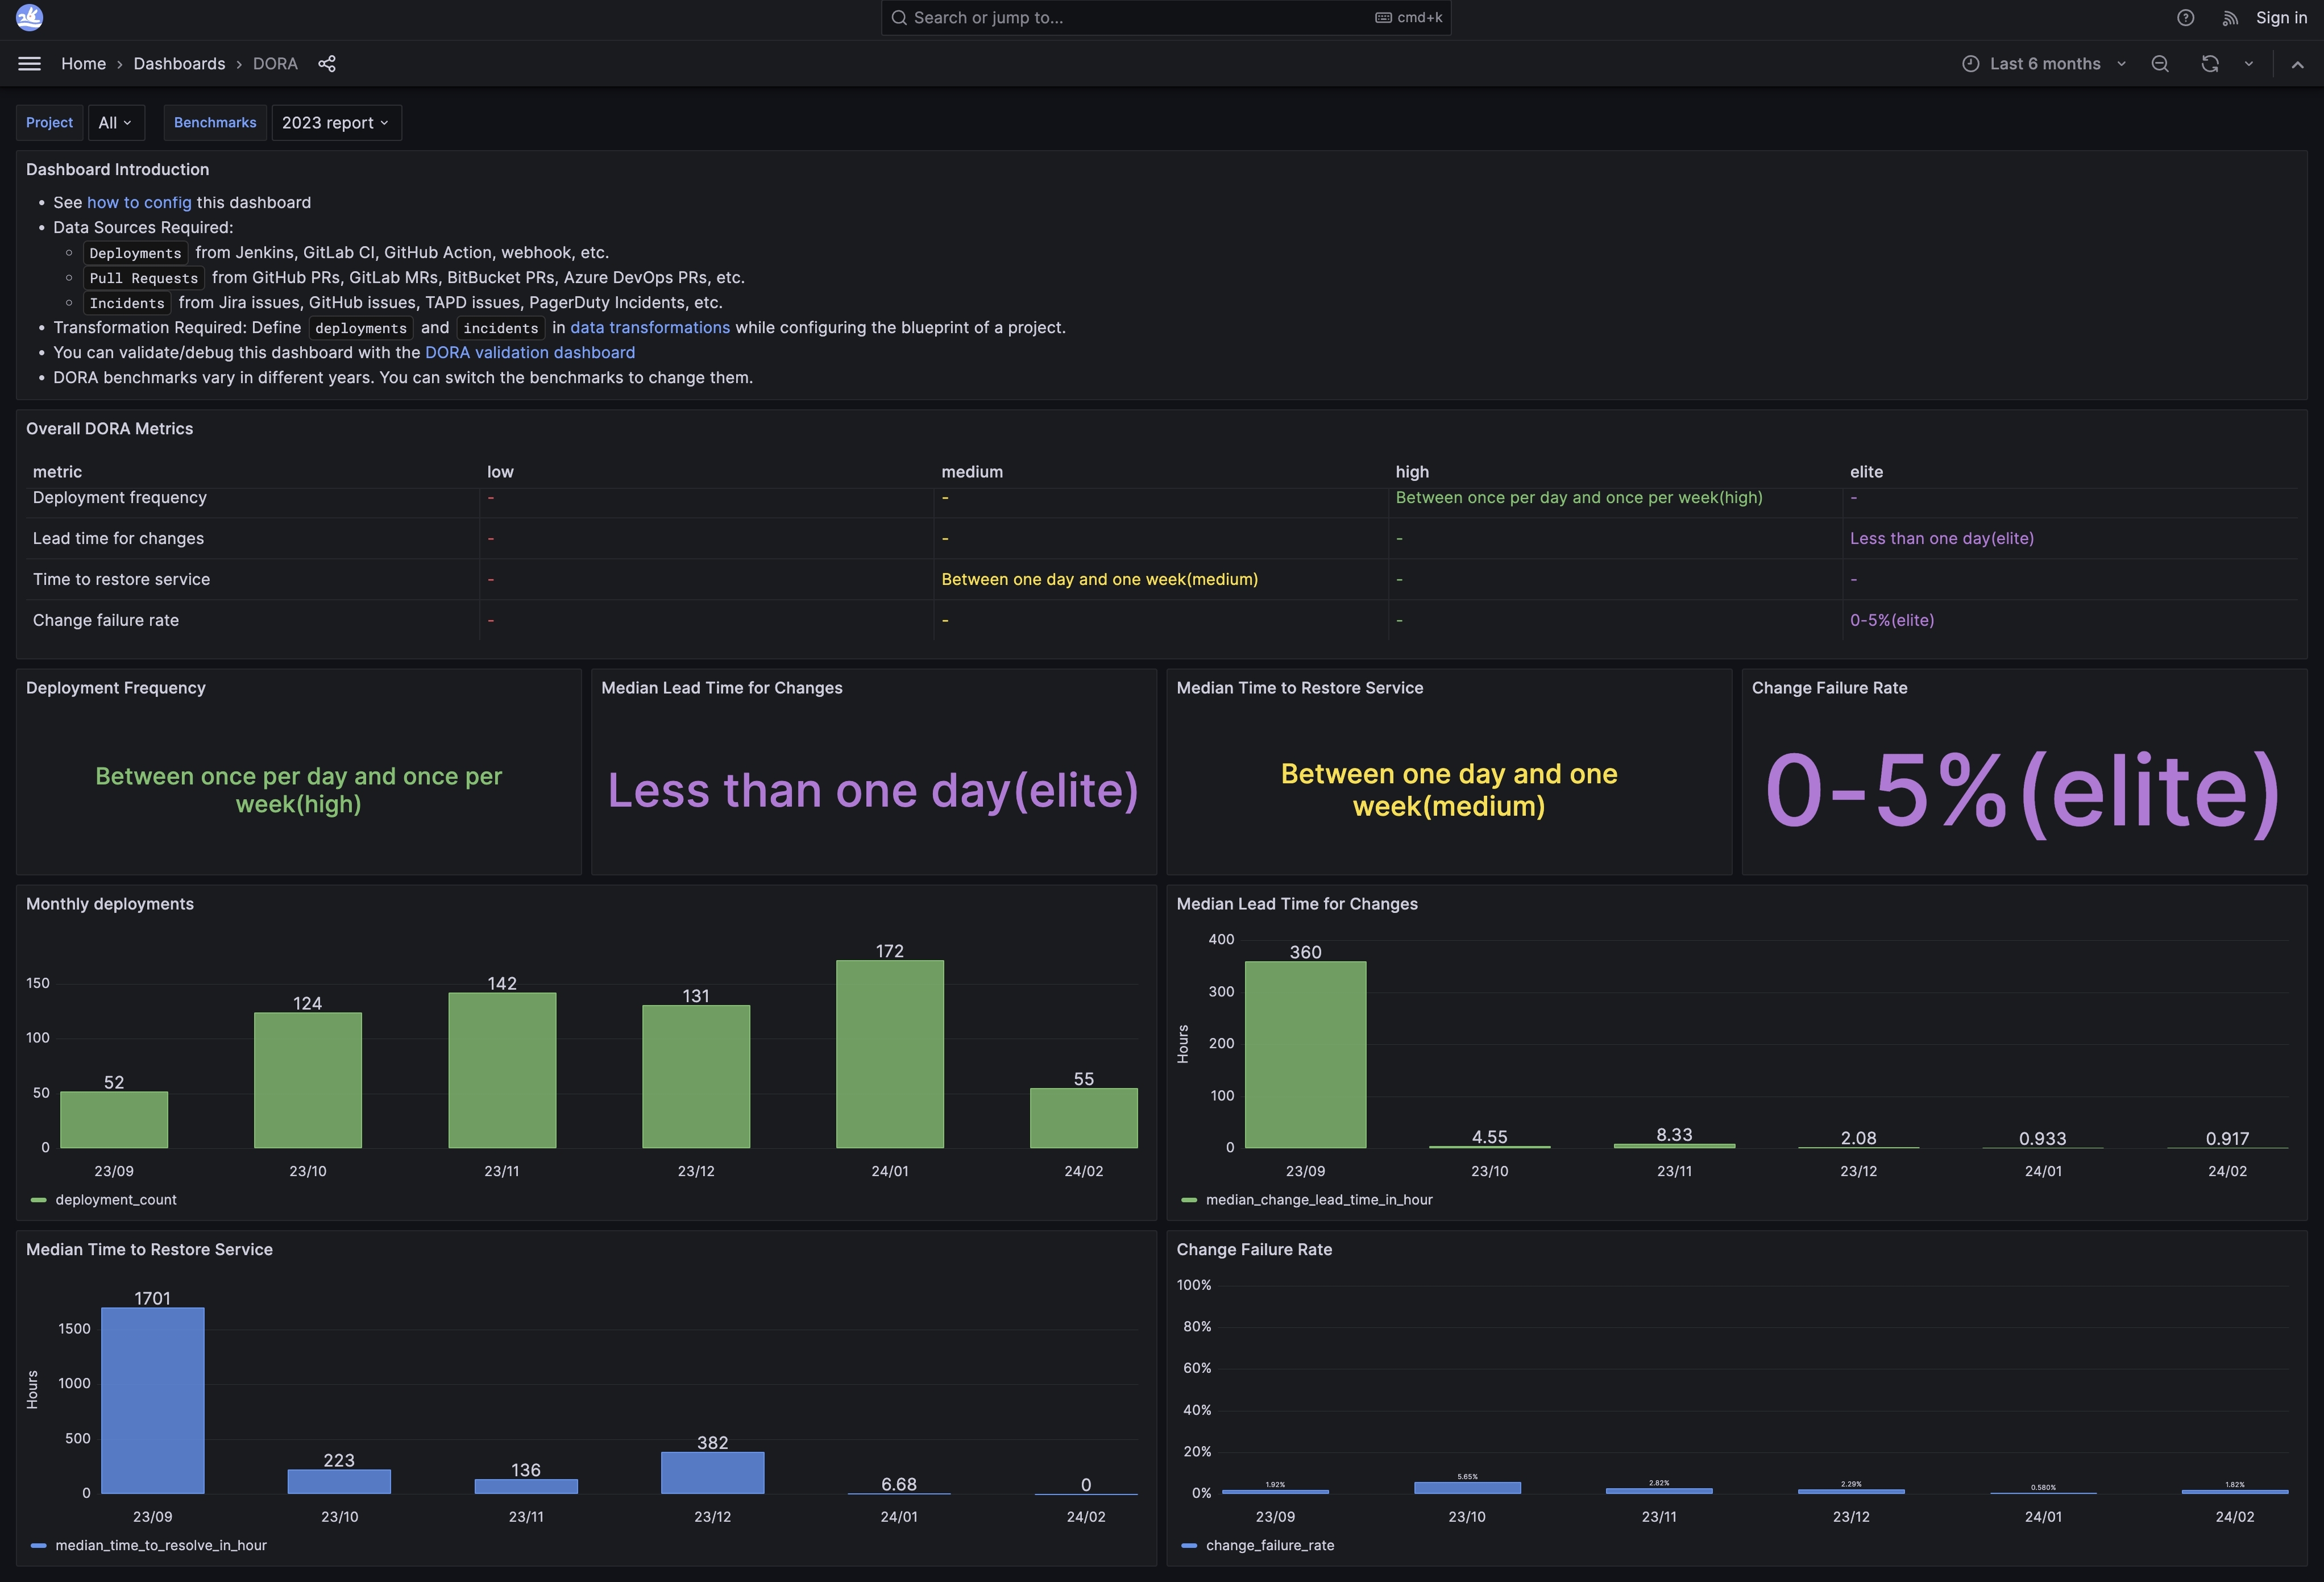 Search or jump to...
cmd+k
Sign in
Home › Dashboards › DORA
Last 6 months
Project
All
Benchmarks
2023 report
Dashboard Introduction
• See how to config this dashboard
• Data Sources Required:
◦ Deployments from Jenkins, GitLab CI, GitHub Action, webhook, etc.
◦ Pull Requests from GitHub PRs, GitLab MRs, BitBucket PRs, Azure DevOps PRs, etc.
◦ Incidents from Jira issues, GitHub issues, TAPD issues, PagerDuty Incidents, etc.
• Transformation Required: Define deployments and incidents in data transformations while configuring the blueprint of a project.
• You can validate/debug this dashboard with the DORA validation dashboard
• DORA benchmarks vary in different years. You can switch the benchmarks to change them.
Overall DORA Metrics
metric low medium high elite
Deployment frequency - - Between once per day and once per week(high) -
Lead time for changes - - - Less than one day(elite)
Time to restore service - Between one day and one week(medium) - -
Change failure rate - - - 0-5%(elite)
Deployment Frequency
Between once per day and once per
week(high)
Median Lead Time for Changes
Less than one day(elite)
Median Time to Restore Service
Between one day and one
week(medium)
Change Failure Rate
0-5%(elite)
Monthly deployments
150
100
50
0
52 124 142 131 172 55
23/09 23/10 23/11 23/12 24/01 24/02
deployment_count
Median Lead Time for Changes
Hours
400
300
200
100
0
360 4.55 8.33 2.08 0.933 0.917
23/09 23/10 23/11 23/12 24/01 24/02
median_change_lead_time_in_hour
Median Time to Restore Service
Hours
1500
1000
500
0
1701 223 136 382 6.68 0
23/09 23/10 23/11 23/12 24/01 24/02
median_time_to_resolve_in_hour
Change Failure Rate
100%
80%
60%
40%
20%
0%
1.92% 5.65% 2.82% 2.29% 0.580% 1.82%
23/09 23/10 23/11 23/12 24/01 24/02
change_failure_rate